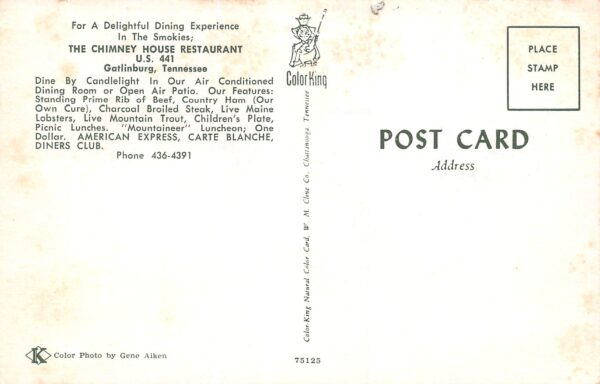 For A Delightful Dining Experience
In The Smokies;
THE CHIMNEY HOUSE RESTAURANT
U.S. 441
Gatlinburg, Tennessee
Dine By Candlelight In Our Air Conditioned
Dining Room or Open Air Patio. Our Features:
Standing Prime Rib of Beef, Country Ham (Our
Own Cure), Charcoal Broiled Steak, Live Maine
Lobsters, Live Mountain Trout, Children's Plate,
Picnic Lunches. "Mountaineer" Luncheon; One
Dollar. AMERICAN EXPRESS, CARTE BLANCHE,
DINERS CLUB.
Phone 436-4391
K Color Photo by Gene Aiken
Color King
Color-King Natural Color Card, W. M. Cline Co., Chattanooga, Tennessee
75125
PLACE
STAMP
HERE
POST CARD
Address